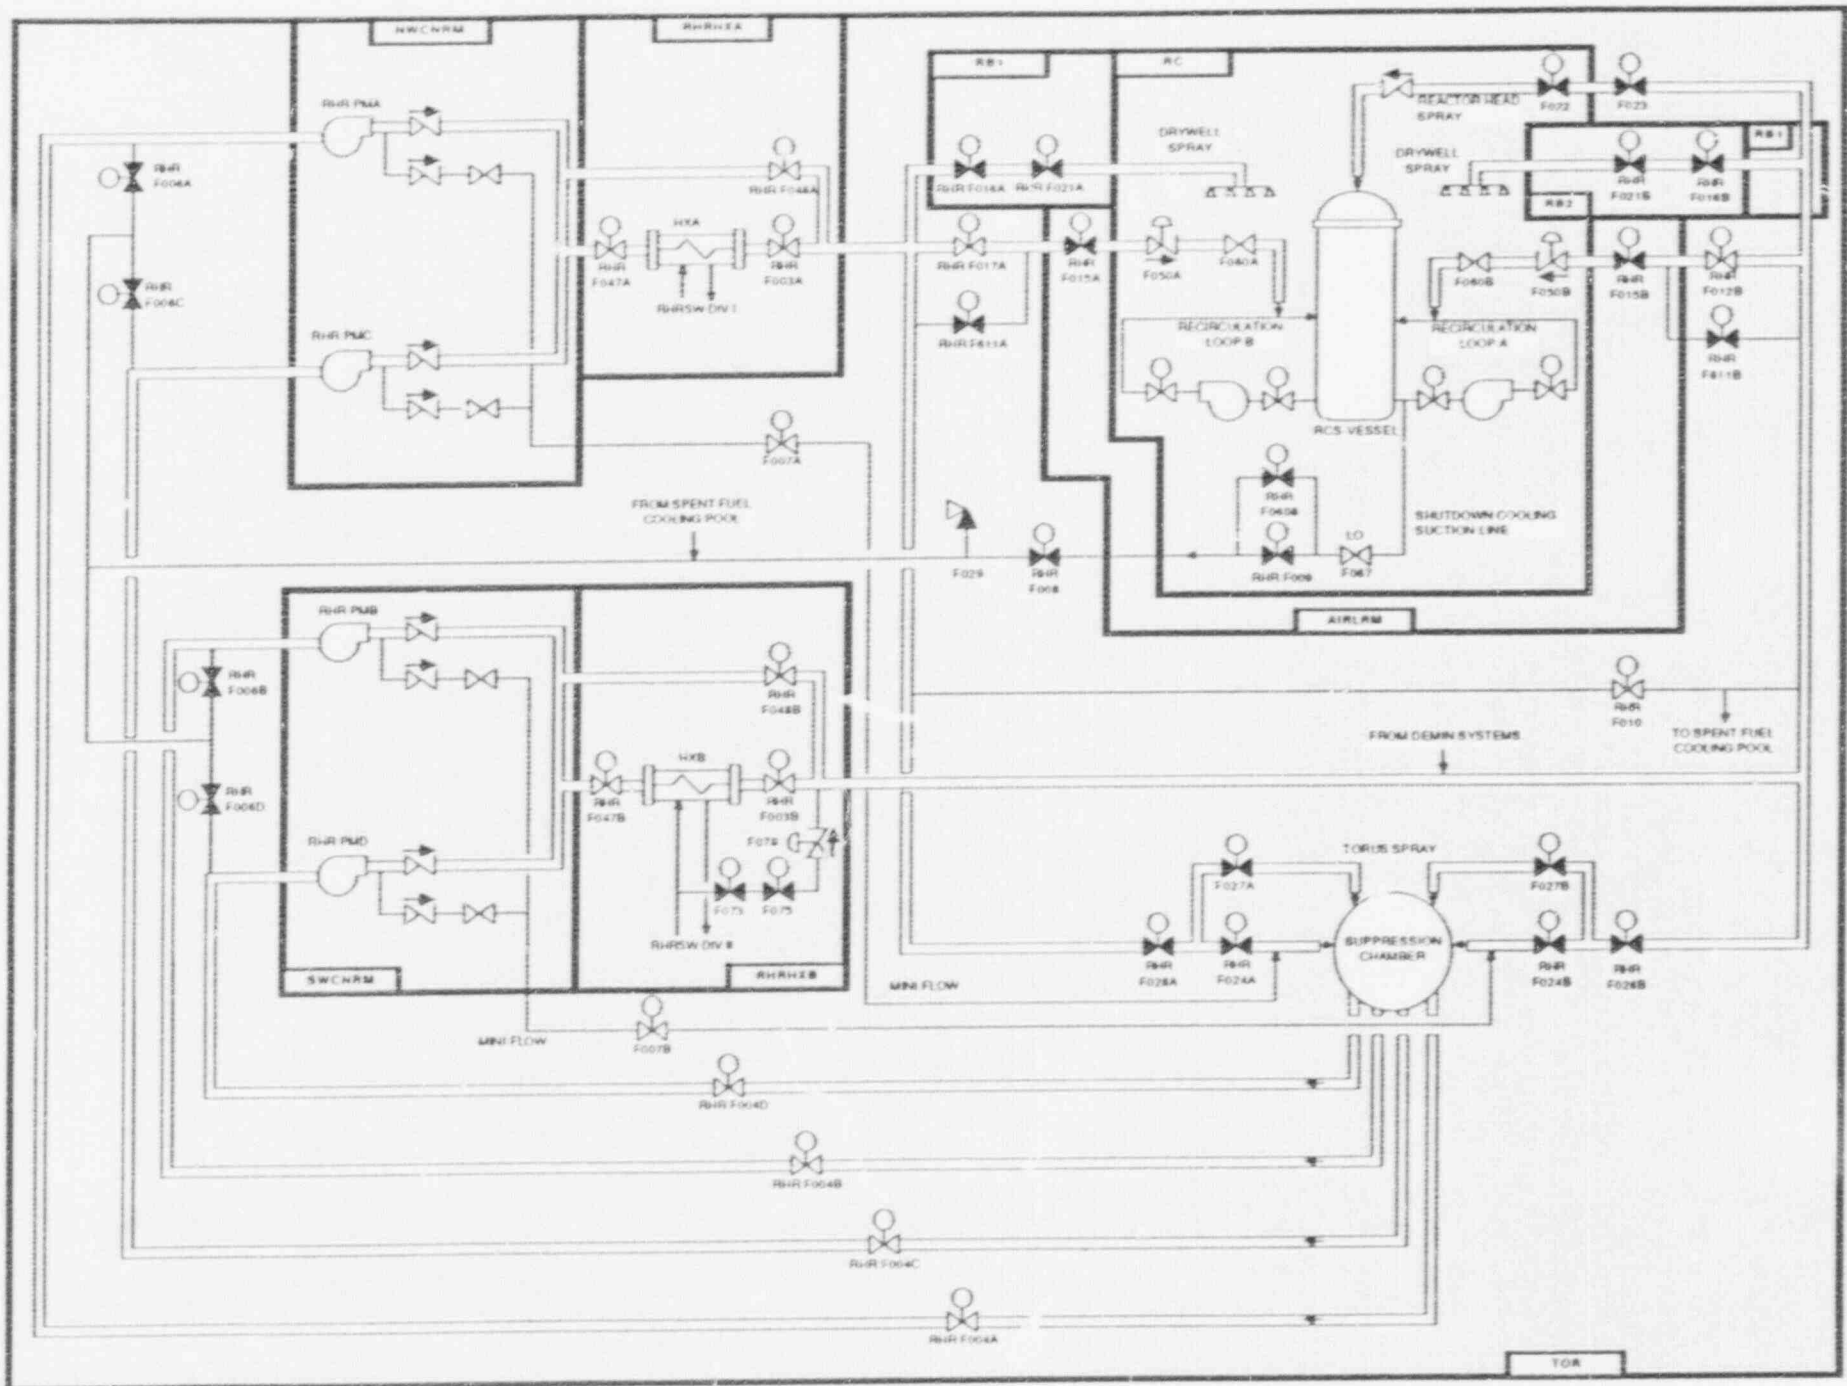 NWCNRM
RHRHXA
RB1
RC
RHR PMA
REACTOR HEAD
SPRAY
F022
F023
DRYWELL
SPRAY
DRYWELL
SPRAY
RB1
RHR
F006A
RHR F016A
RHR F021A
RHR
F021B
RHR
F016B
RB2
HXA
RHR
F047A
RHR
F003A
RHRSW DIV I
RHR F017A
RHR
F015A
F050A
F060A
F060B
F050B
RHR
F015B
RHR
RHR
F006C
RHR PMC
RHR F611A
RECIRCULATION
LOOP B
RECIRCULATION
LOOP A
RHR
F611B
RCS VESSEL
F007A
FROM SPENT FUEL
COOLING POOL
RHR
F0608
SHUTDOWN COOLING
SUCTION LINE
LO
F067
F029
RHR
F008
RHR F009
RHR PMB
AIRLRM
RHR
F006B
RHR
F048B
RHR
F010
TO SPENT FUEL
COOLING POOL
FROM DEMIN SYSTEMS
HXB
RHR
F006D
RHR
F047B
RHR
F003B
RHR PMD
TORUS SPRAY
F027A
F027B
F073
F075
RHRSW DIV II
SUPPRESSION
CHAMBER
RHR
F028A
RHR
F024A
RHR
F024B
RHR
F028B
SWCNRM
RHRHXB
MINI FLOW
MINI FLOW
F007B
RHR F004D
RHR F004B
RHR F004C
RHR F004A
TOR